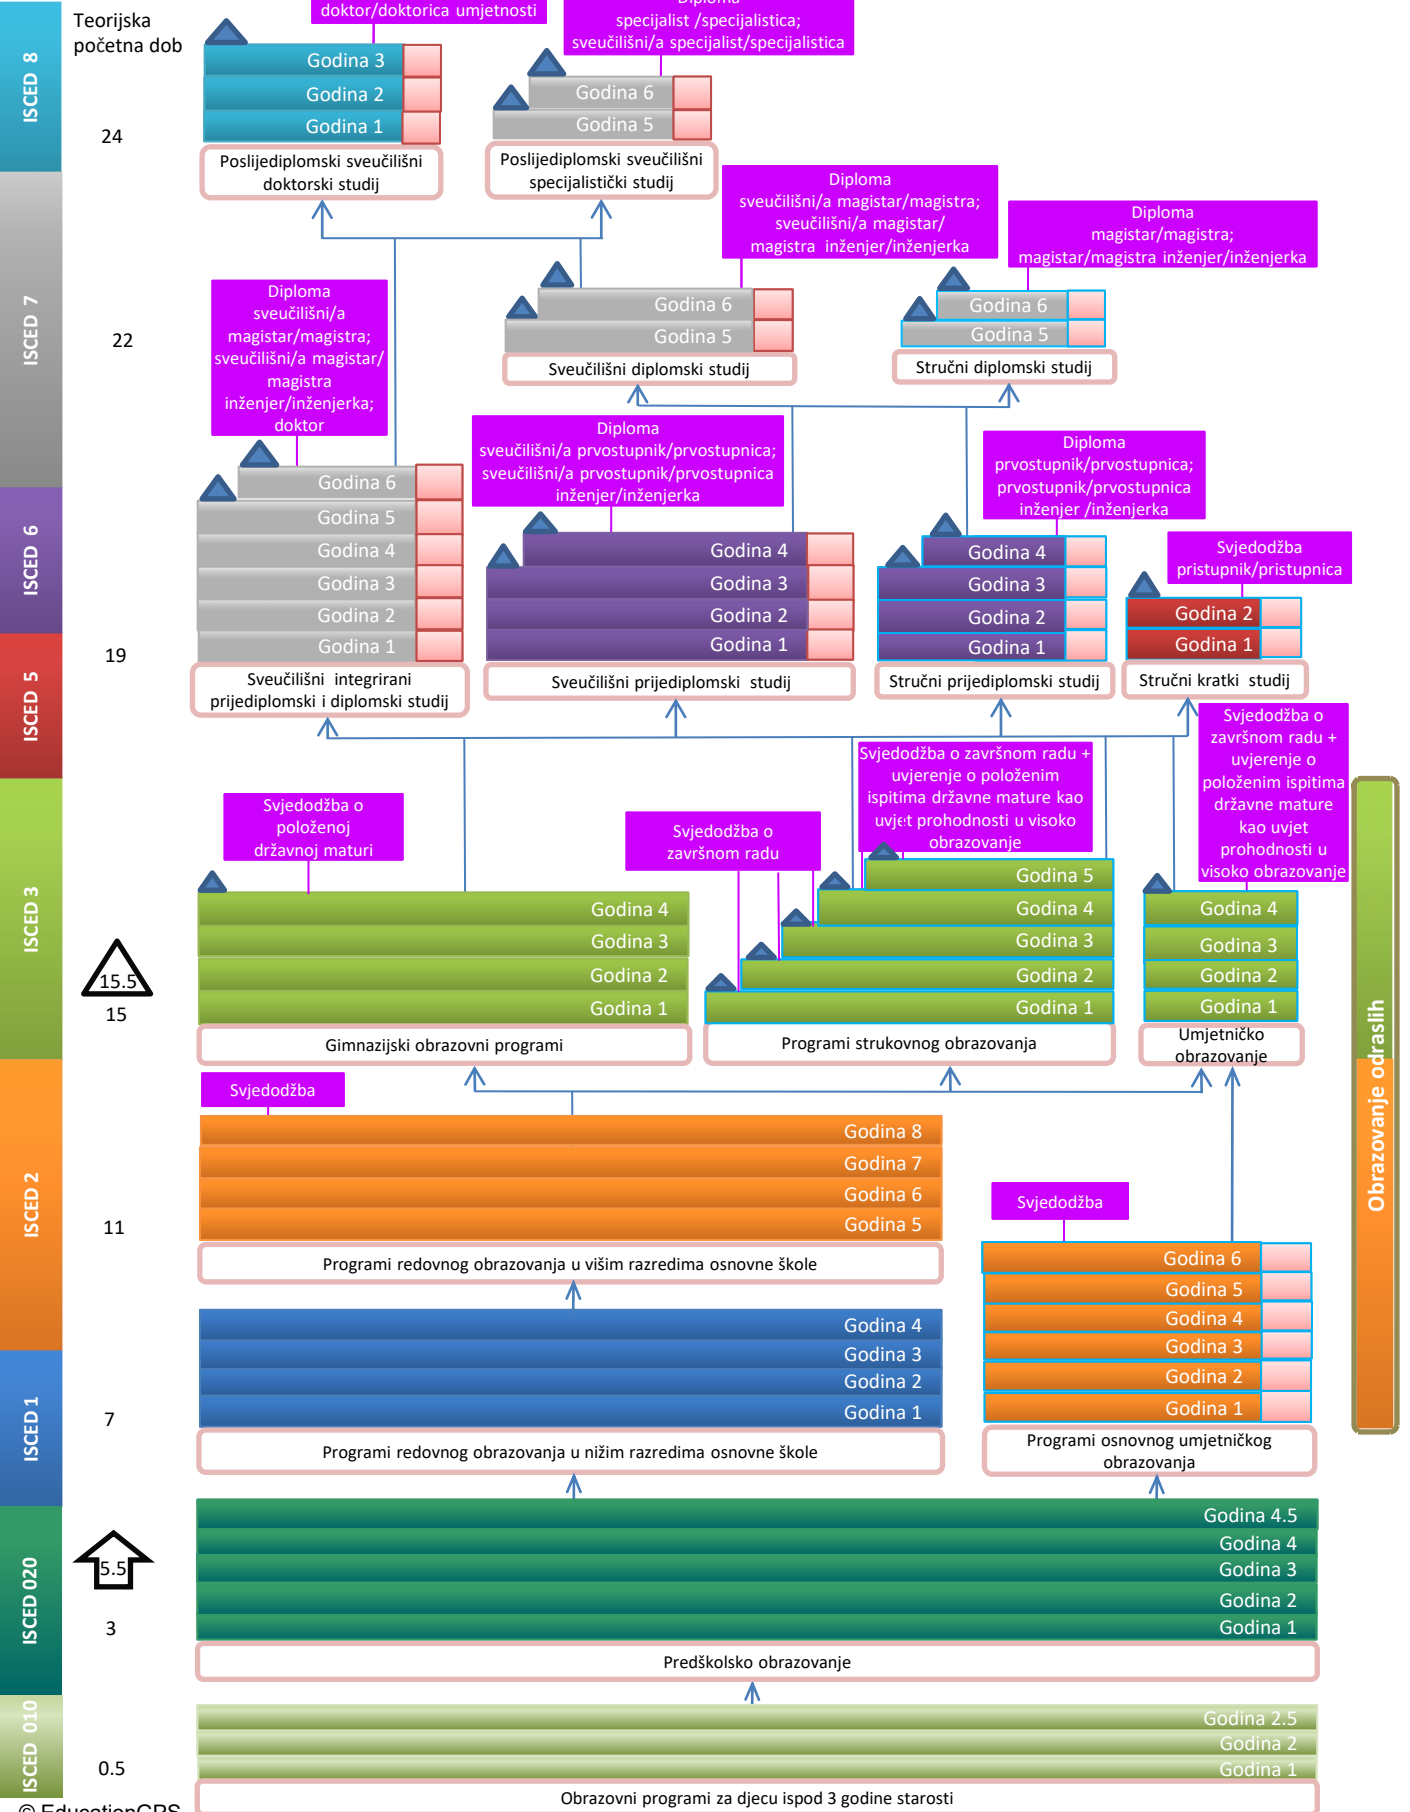 Teorijska
početna dob
doktor/doktorica umjetnosti
Diploma
specijalist /specijalistica;
sveučilišni/a specijalist/specijalistica
ISCED 8
24
Godina 3
Godina 2
Godina 1
Poslijediplomski sveučilišni
doktorski studij
Godina 6
Godina 5
Poslijediplomski sveučilišni
specijalistički studij
ISCED 7
22
Diploma
sveučilišni/a magistar/magistra;
sveučilišni/a magistar/
magistra inženjer/inženjerka
Diploma
magistar/magistra;
magistar/magistra inženjer/inženjerka
Godina 6
Godina 5
Sveučilišni diplomski studij
Godina 6
Godina 5
Stručni diplomski studij
Diploma
sveučilišni/a
magistar/magistra;
sveučilišni/a magistar/
magistra
inženjer/inženjerka;
doktor
Diploma
sveučilišni/a prvostupnik/prvostupnica;
sveučilišni/a prvostupnik/prvostupnica
inženjer/inženjerka
Diploma
prvostupnik/prvostupnica;
prvostupnik/prvostupnica
inženjer /inženjerka
Svjedodžba
pristupnik/pristupnica
ISCED 6
ISCED 5
19
Godina 6
Godina 5
Godina 4
Godina 3
Godina 2
Godina 1
Sveučilišni integrirani
prijediplomski i diplomski studij
Godina 4
Godina 3
Godina 2
Godina 1
Sveučilišni prijediplomski studij
Godina 4
Godina 3
Godina 2
Godina 1
Stručni prijediplomski studij
Godina 2
Godina 1
Stručni kratki studij
ISCED 3
15.5
15
Svjedodžba o
položenoj
državnoj maturi
Svjedodžba o
završnom radu
Svjedodžba o završnom radu +
uvjerenje o položenim
ispitima državne mature kao
uvjet prohodnosti u visoko
obrazovanje
Svjedodžba o
završnom radu +
uvjerenje o
položenim ispitima
državne mature
kao uvjet
prohodnosti u
visoko obrazovanje
Godina 4
Godina 3
Godina 2
Godina 1
Gimnazijski obrazovni programi
Godina 5
Godina 4
Godina 3
Godina 2
Godina 1
Programi strukovnog obrazovanja
Godina 4
Godina 3
Godina 2
Godina 1
Umjetničko
obrazovanje
Obrazovanje odraslih
ISCED 2
11
Svjedodžba
Godina 8
Godina 7
Godina 6
Godina 5
Programi redovnog obrazovanja u višim razredima osnovne škole
Svjedodžba
Godina 6
Godina 5
Godina 4
Godina 3
Godina 2
Godina 1
Programi osnovnog umjetničkog
obrazovanja
ISCED 1
7
Godina 4
Godina 3
Godina 2
Godina 1
Programi redovnog obrazovanja u nižim razredima osnovne škole
ISCED 020
5.5
3
Godina 4.5
Godina 4
Godina 3
Godina 2
Godina 1
Predškolsko obrazovanje
ISCED 010
0.5
Godina 2.5
Godina 2
Godina 1
Obrazovni programi za djecu ispod 3 godine starosti
© EducationGPS